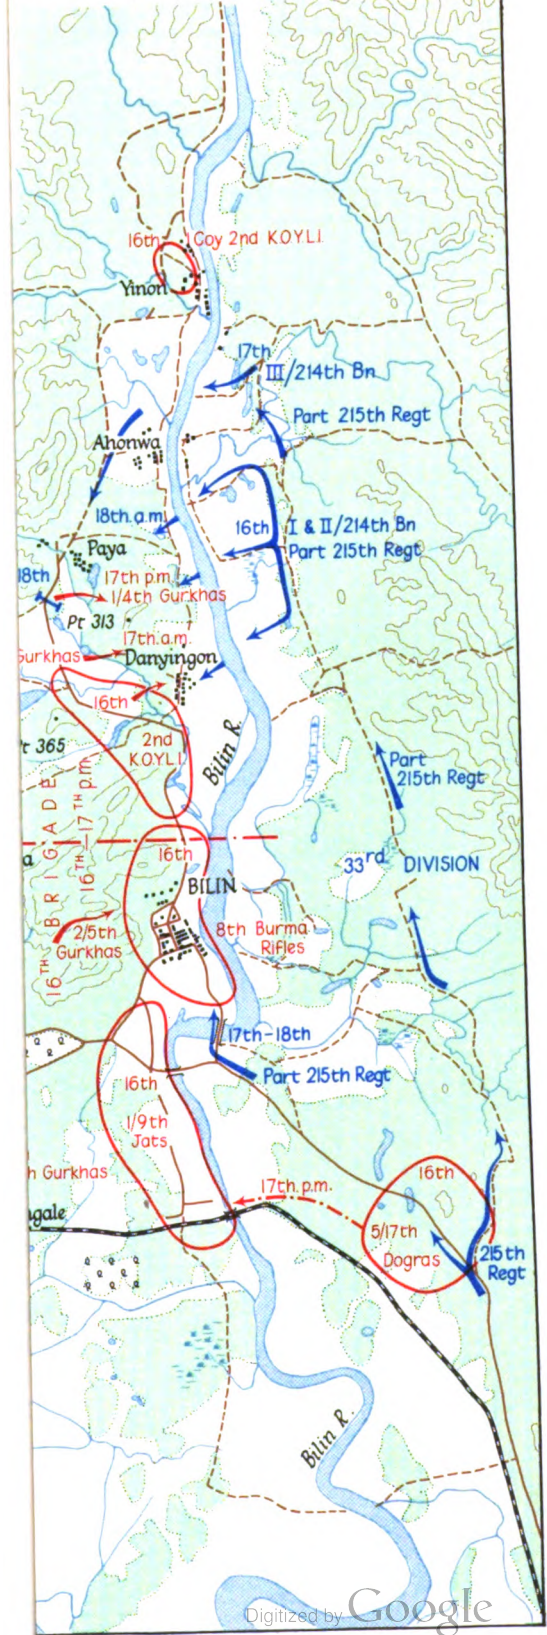 16th 1 Coy 2nd KOYLI
Yinon
17th
III/214th Bn
Part 215th Regt
Ahonwa
18th.a.m.
16th
I & II/214th Bn
Part 215th Regt
Paya
18th
17th p.m.
1/4th Gurkhas
Pt 313
17th.a.m.
Gurkhas
Danyingon
16th
2nd
KOYLI
Pt 365
Bilin R.
Part
215th Regt
16TH BRIGADE
16TH–17TH p.m.
16th
33rd DIVISION
BILIN
2/5th
Gurkhas
8th Burma
Rifles
17th–18th
Part 215th Regt
16th
1/9th
Jats
h Gurkhas
17th.p.m.
16th
5/17th
Dogras
215th
Regt
ngale
Bilin R.
Digitized by Google